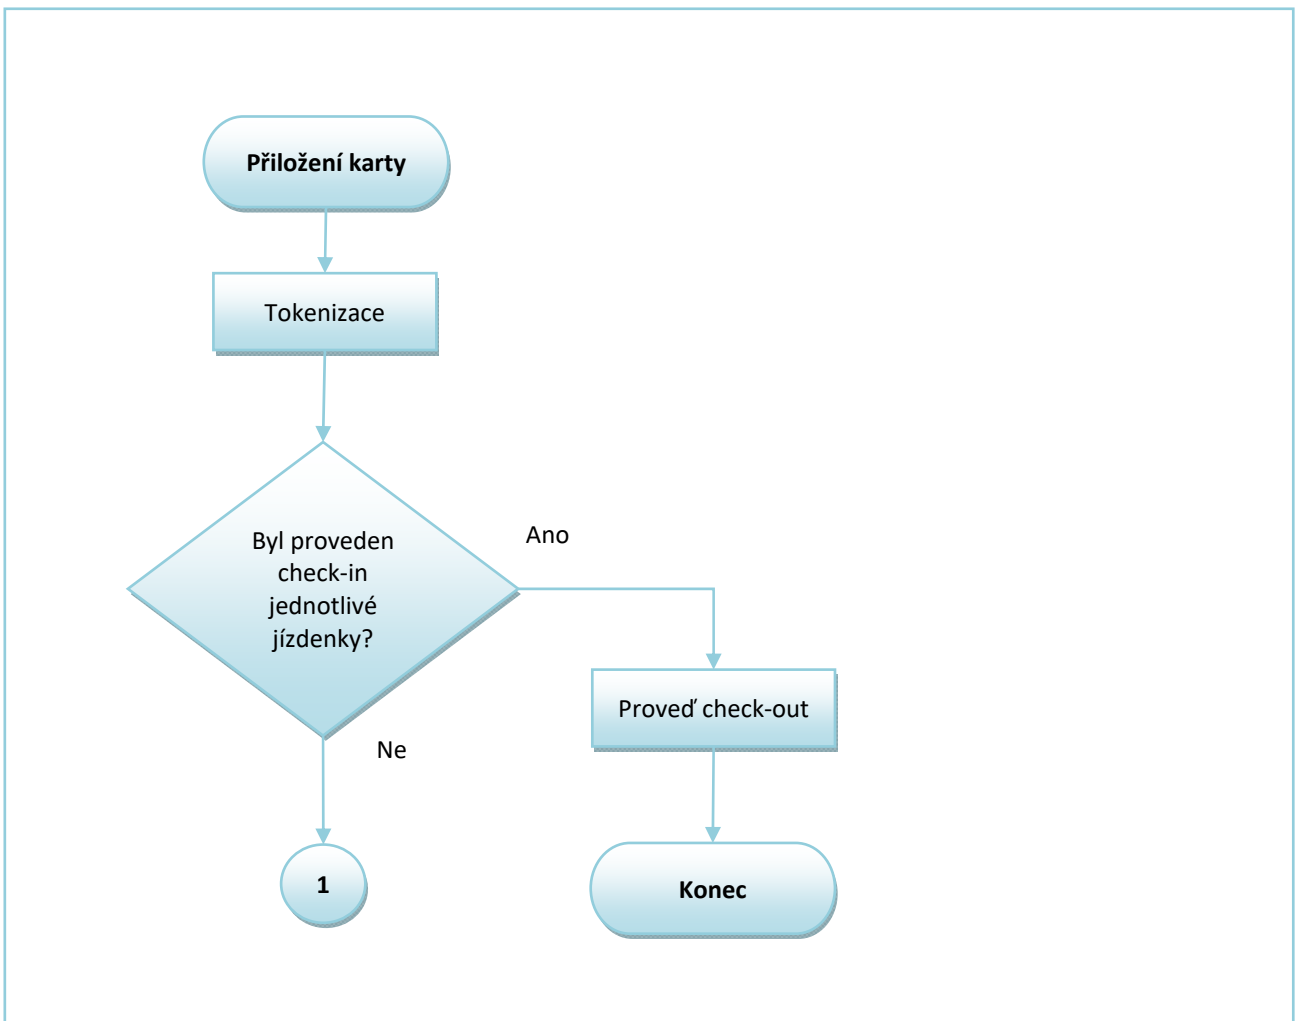 Přiložení karty
Tokenizace
Byl proveden
check-in
jednotlivé
jízdenky?
Ano
Proveď check-out
Ne
1
Konec